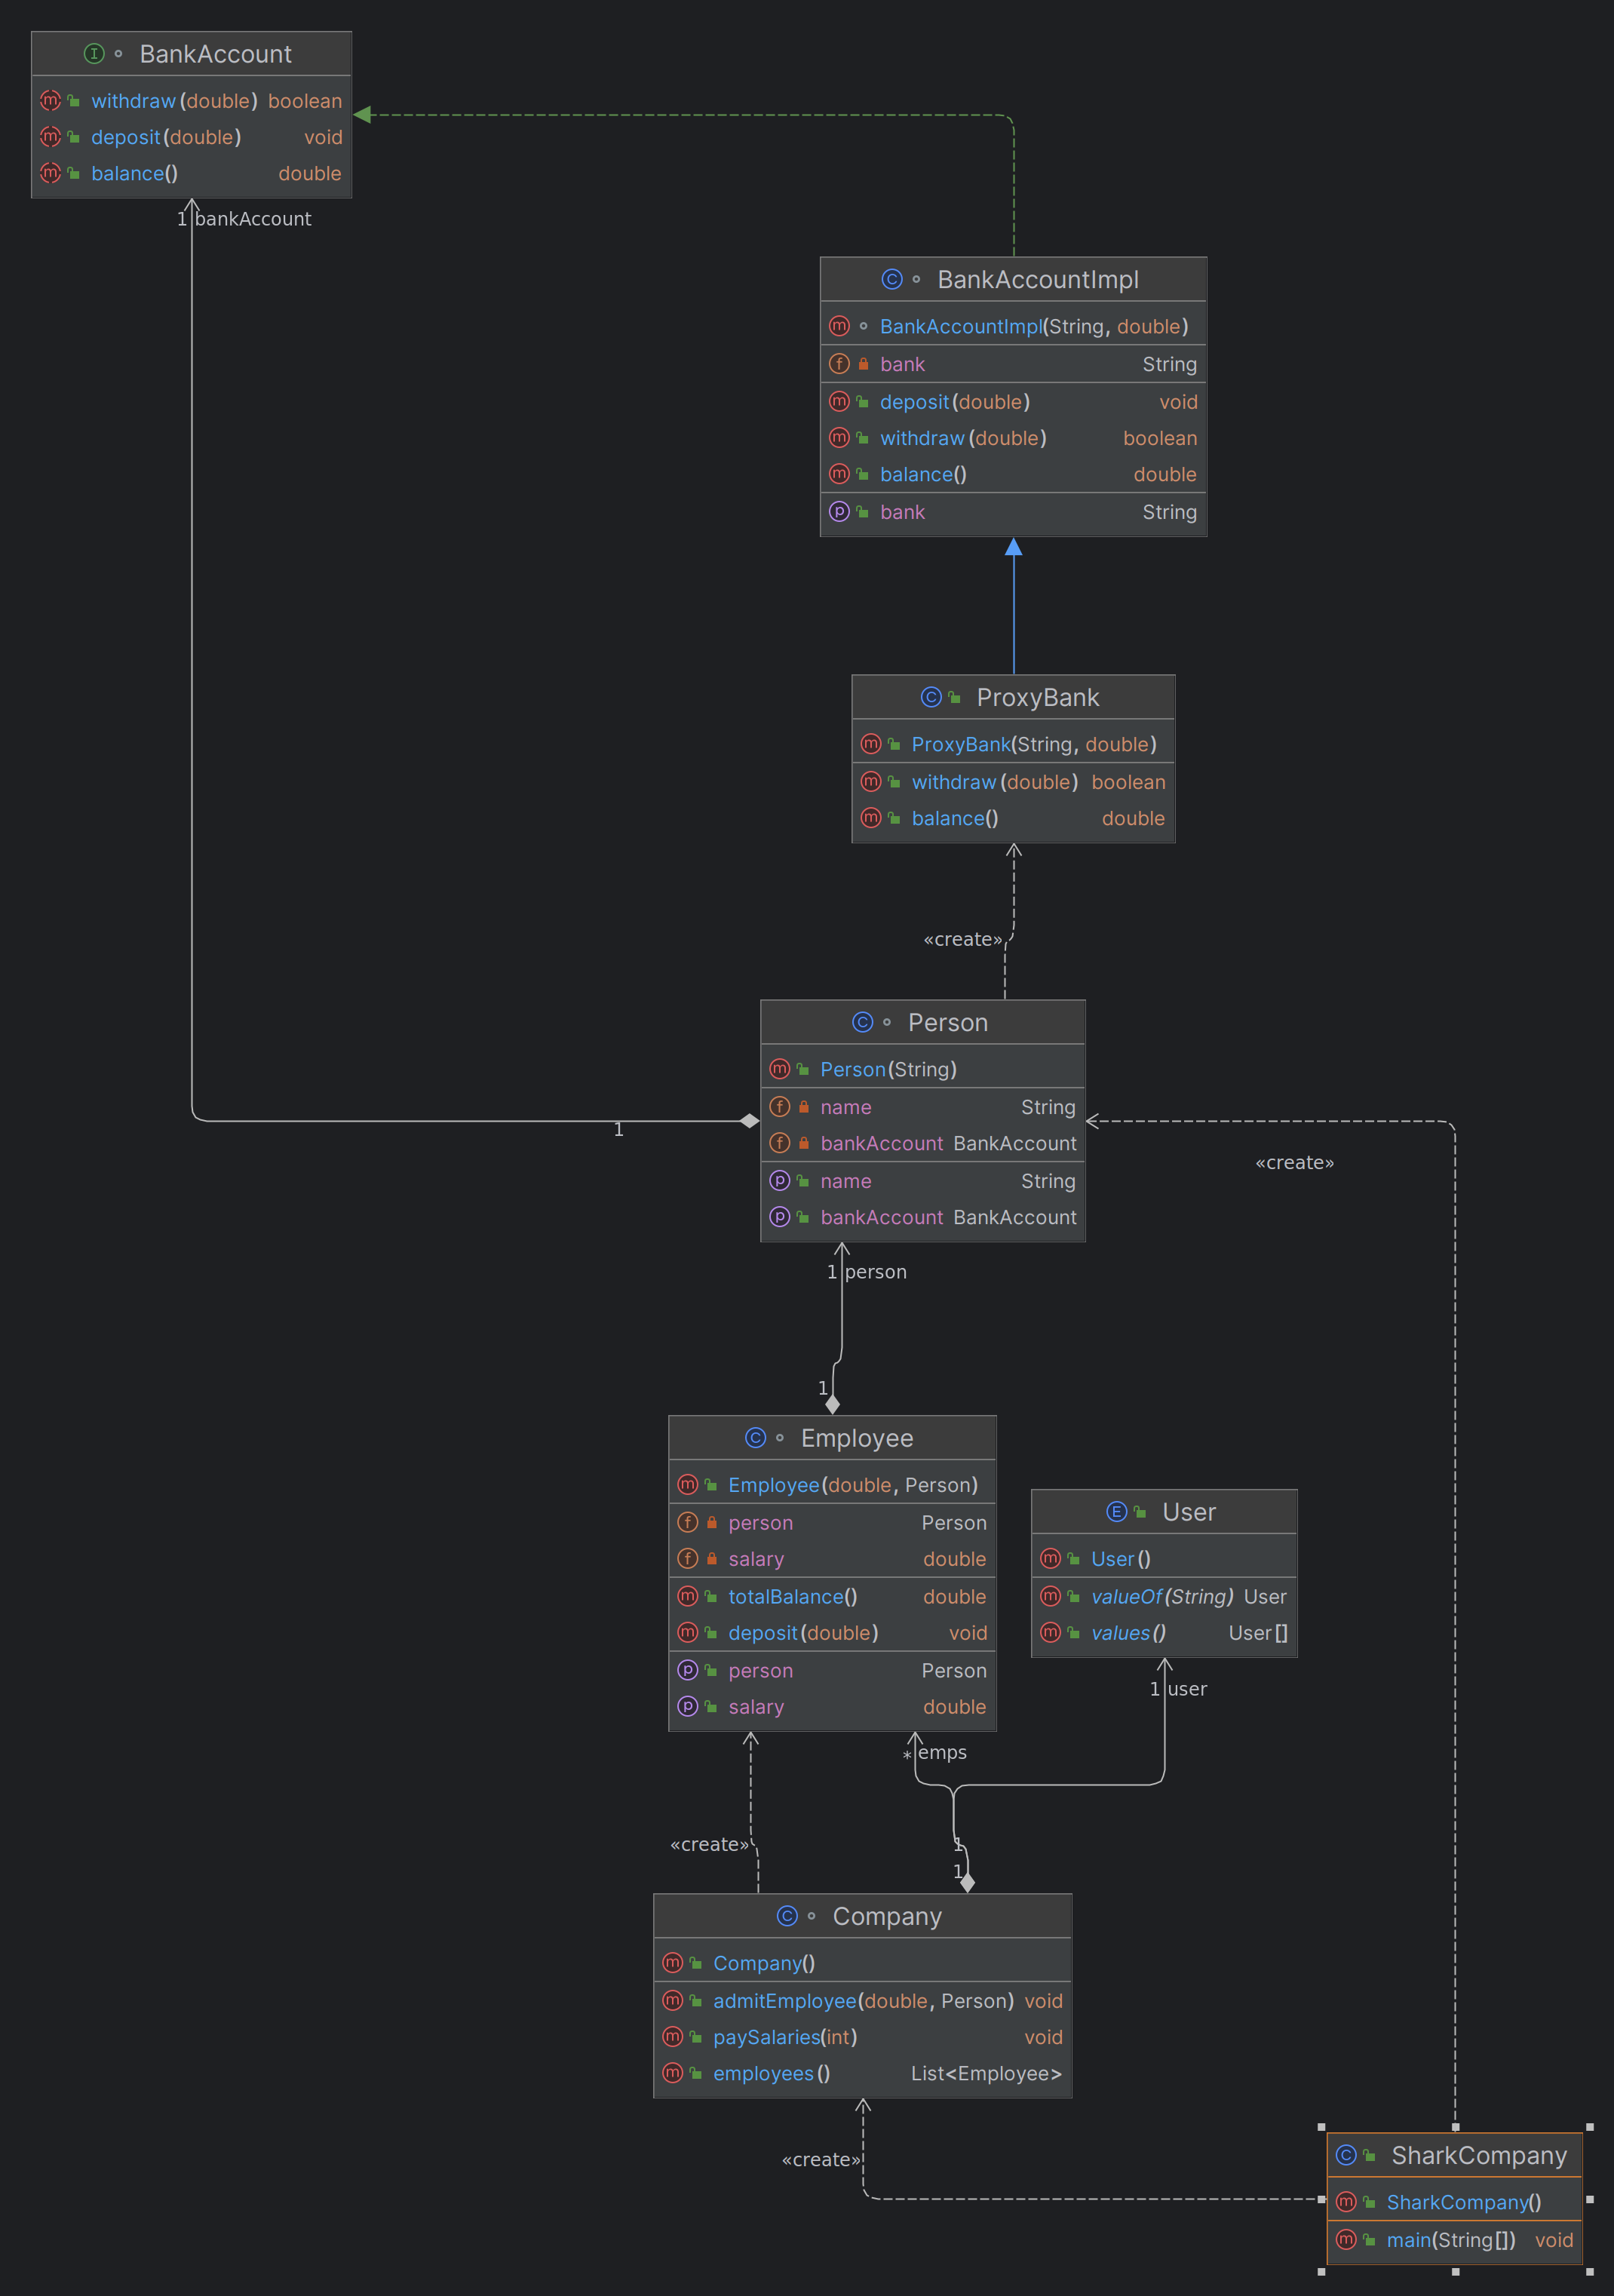 BankAccount
withdraw(double) boolean
deposit(double) void
balance() double
1 bankAccount
BankAccountImpl
BankAccountImpl(String, double)
bank String
deposit(double) void
withdraw(double) boolean
balance() double
bank String
ProxyBank
ProxyBank(String, double)
withdraw(double) boolean
balance() double
«create»
Person
Person(String)
name String
bankAccount BankAccount
name String
bankAccount BankAccount
1
«create»
1 person
1
Employee
Employee(double, Person)
person Person
salary double
totalBalance() double
deposit(double) void
person Person
salary double
User
User()
valueOf(String) User
values() User[]
1 user
* emps
«create»
1
1
Company
Company()
admitEmployee(double, Person) void
paySalaries(int) void
employees() List<Employee>
«create»
SharkCompany
SharkCompany()
main(String[]) void